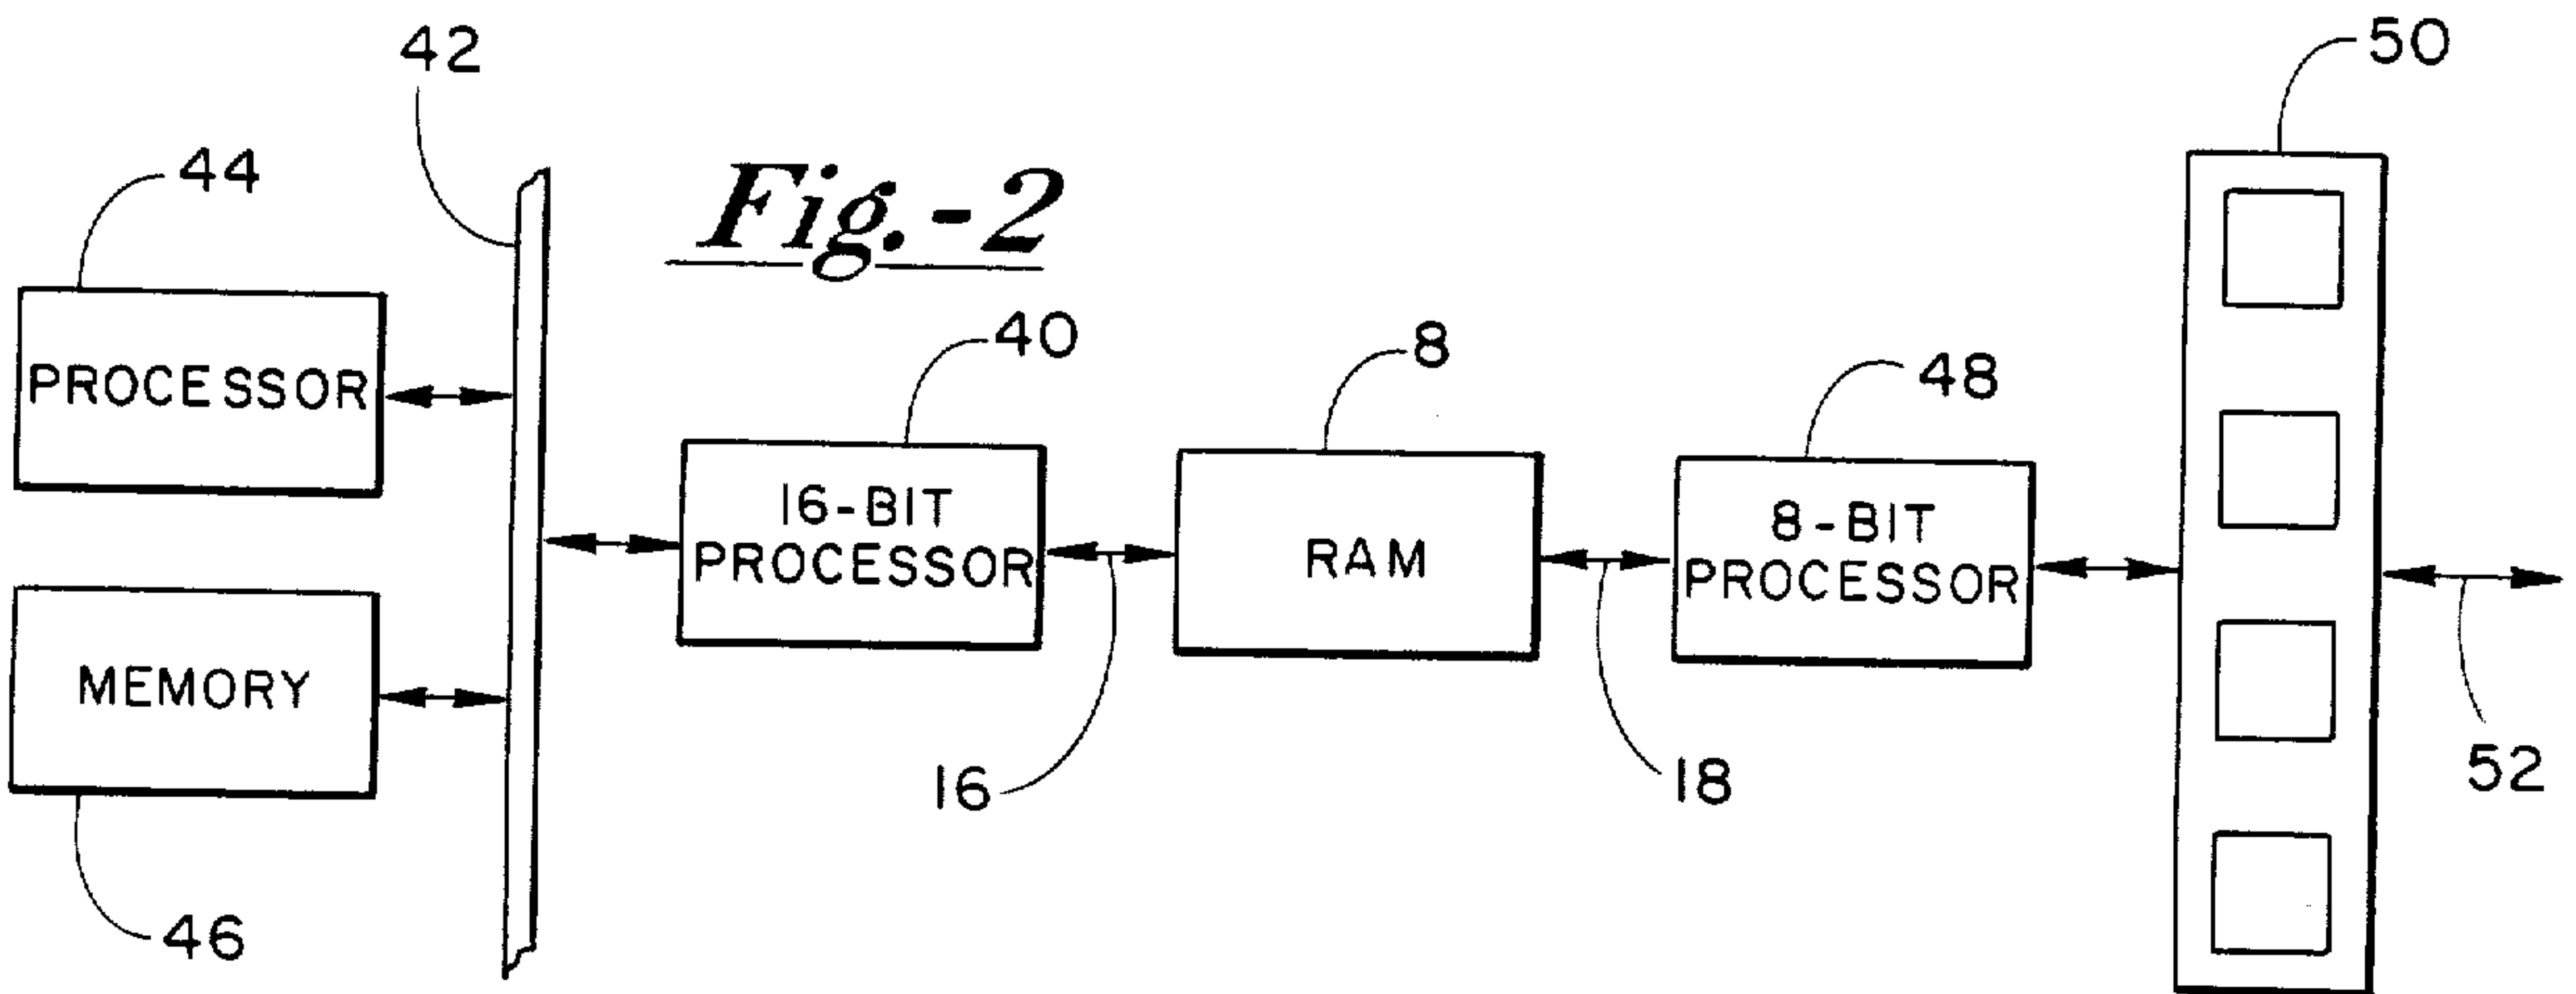 42
50
44
Fig.-2
40
8
48
PROCESSOR
16-BIT
PROCESSOR
RAM
8-BIT
PROCESSOR
MEMORY
16
18
52
46